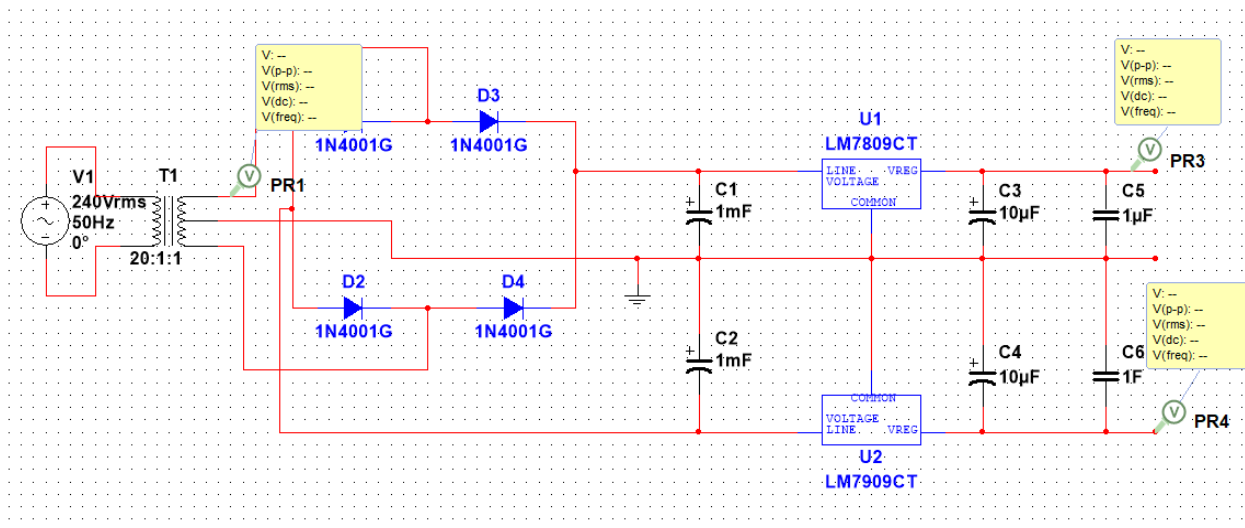 V: --
V(p-p): --
V(rms): --
V(dc): --
V(freq): --
1N4001G
D3
1N4001G
V: --
V(p-p): --
V(rms): --
V(dc): --
V(freq): --
PR3
U1
LM7809CT
LINE VREG
VOLTAGE
COMMON
V1
240Vrms
50Hz
0°
+
~
−
T1
20:1:1
V
PR1
V
+
C1
1mF
+
C3
10µF
C5
1µF
D2
1N4001G
D4
1N4001G
+
C2
1mF
+
C4
10µF
C6
1F
V: --
V(p-p): --
V(rms): --
V(dc): --
V(freq): --
COMMON
VOLTAGE
LINE VREG
U2
LM7909CT
V
PR4